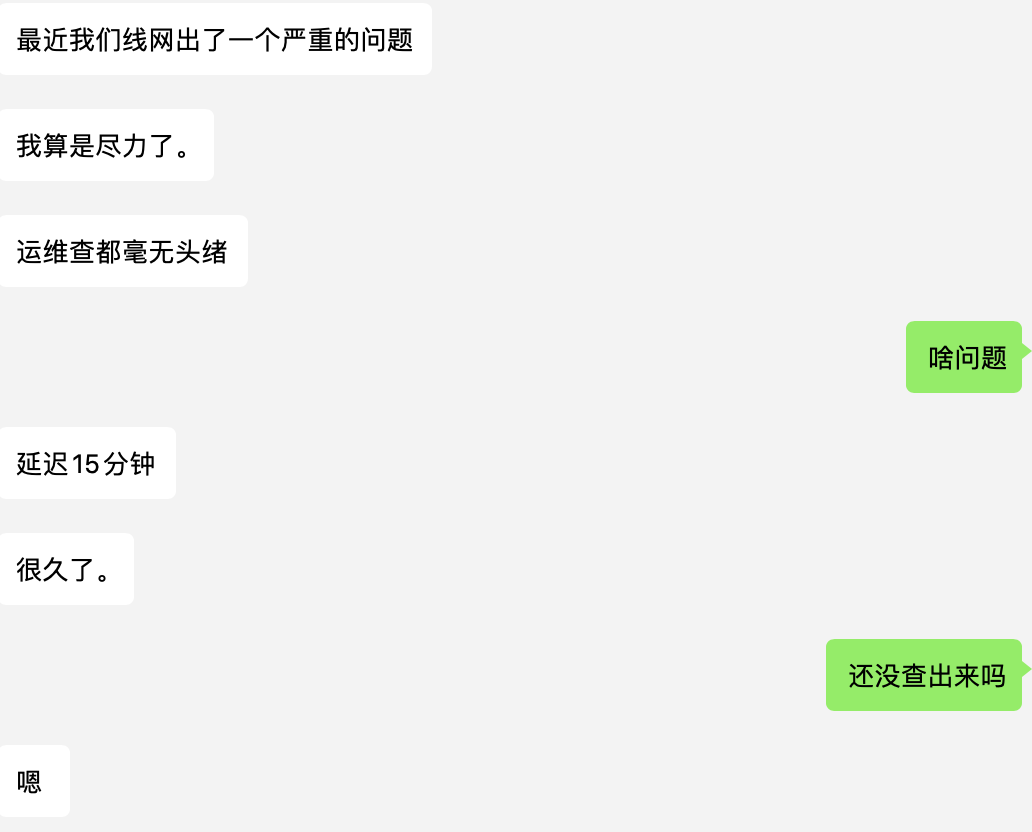 最近我们线网出了一个严重的问题
我算是尽力了。
运维查都毫无头绪
啥问题
延迟15分钟
很久了。
还没查出来吗
嗯